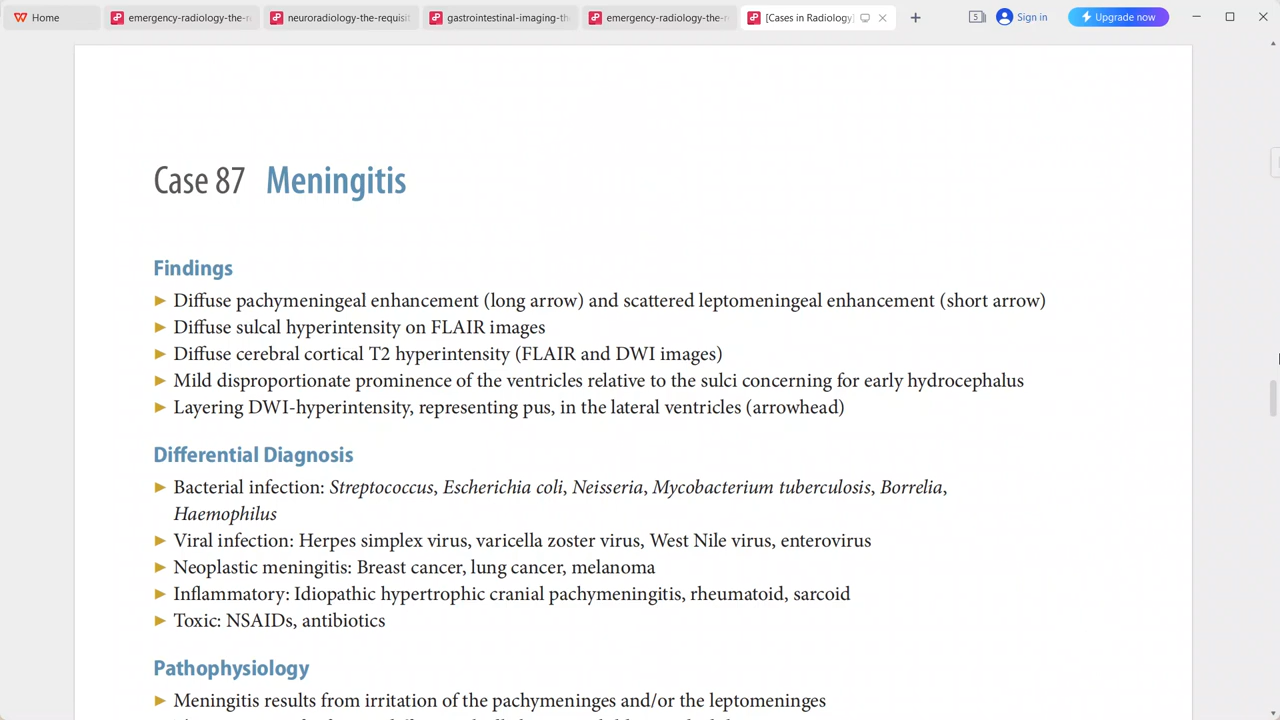 Home
emergency-radiology-the-r
neuroradiology-the-requisit
gastrointestinal-imaging-th
emergency-radiology-the-r
[Cases in Radiology]
5
Sign in
Upgrade now
Case 87 Meningitis
Findings
► Diffuse pachymeningeal enhancement (long arrow) and scattered leptomeningeal enhancement (short arrow)
► Diffuse sulcal hyperintensity on FLAIR images
► Diffuse cerebral cortical T2 hyperintensity (FLAIR and DWI images)
► Mild disproportionate prominence of the ventricles relative to the sulci concerning for early hydrocephalus
► Layering DWI-hyperintensity, representing pus, in the lateral ventricles (arrowhead)
Differential Diagnosis
► Bacterial infection: Streptococcus, Escherichia coli, Neisseria, Mycobacterium tuberculosis, Borrelia,
Haemophilus
► Viral infection: Herpes simplex virus, varicella zoster virus, West Nile virus, enterovirus
► Neoplastic meningitis: Breast cancer, lung cancer, melanoma
► Inflammatory: Idiopathic hypertrophic cranial pachymeningitis, rheumatoid, sarcoid
► Toxic: NSAIDs, antibiotics
Pathophysiology
► Meningitis results from irritation of the pachymeninges and/or the leptomeninges